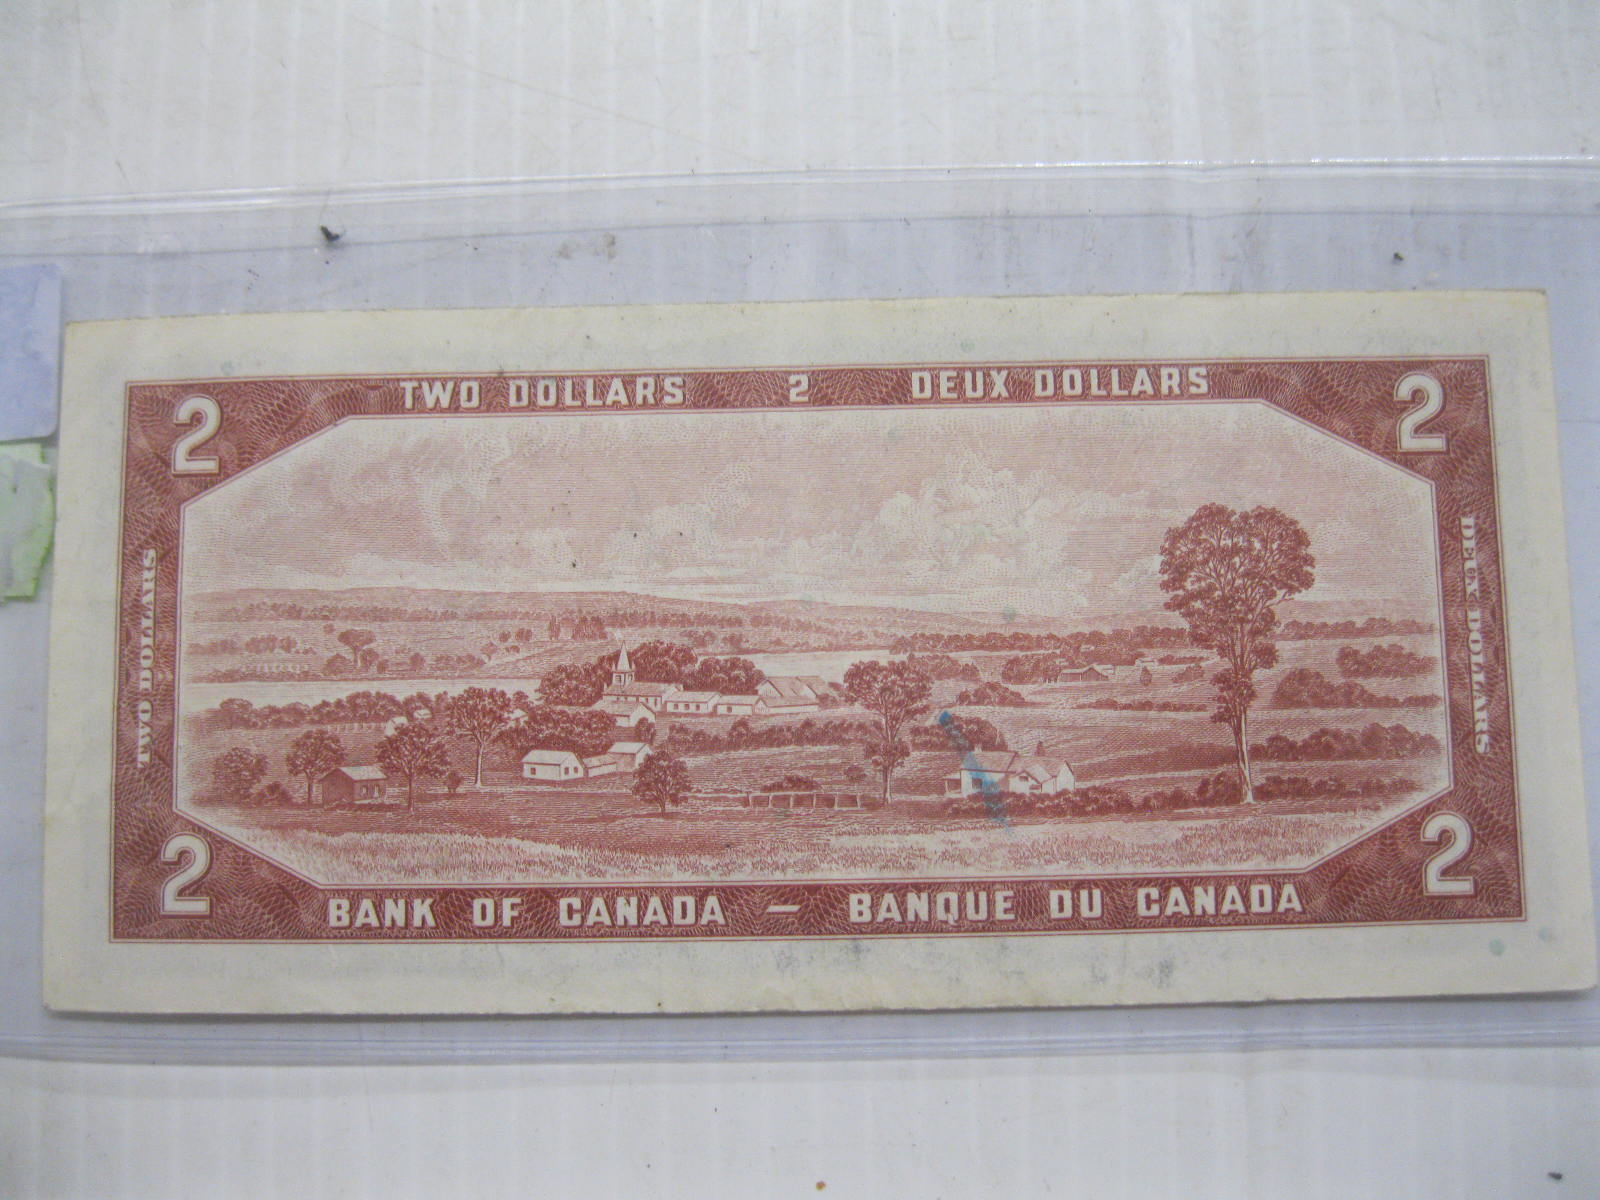 TWO DOLLARS 2 DEUX DOLLARS
2 2
TWO DOLLARS
DEUX DOLLARS
2 2
BANK OF CANADA — BANQUE DU CANADA